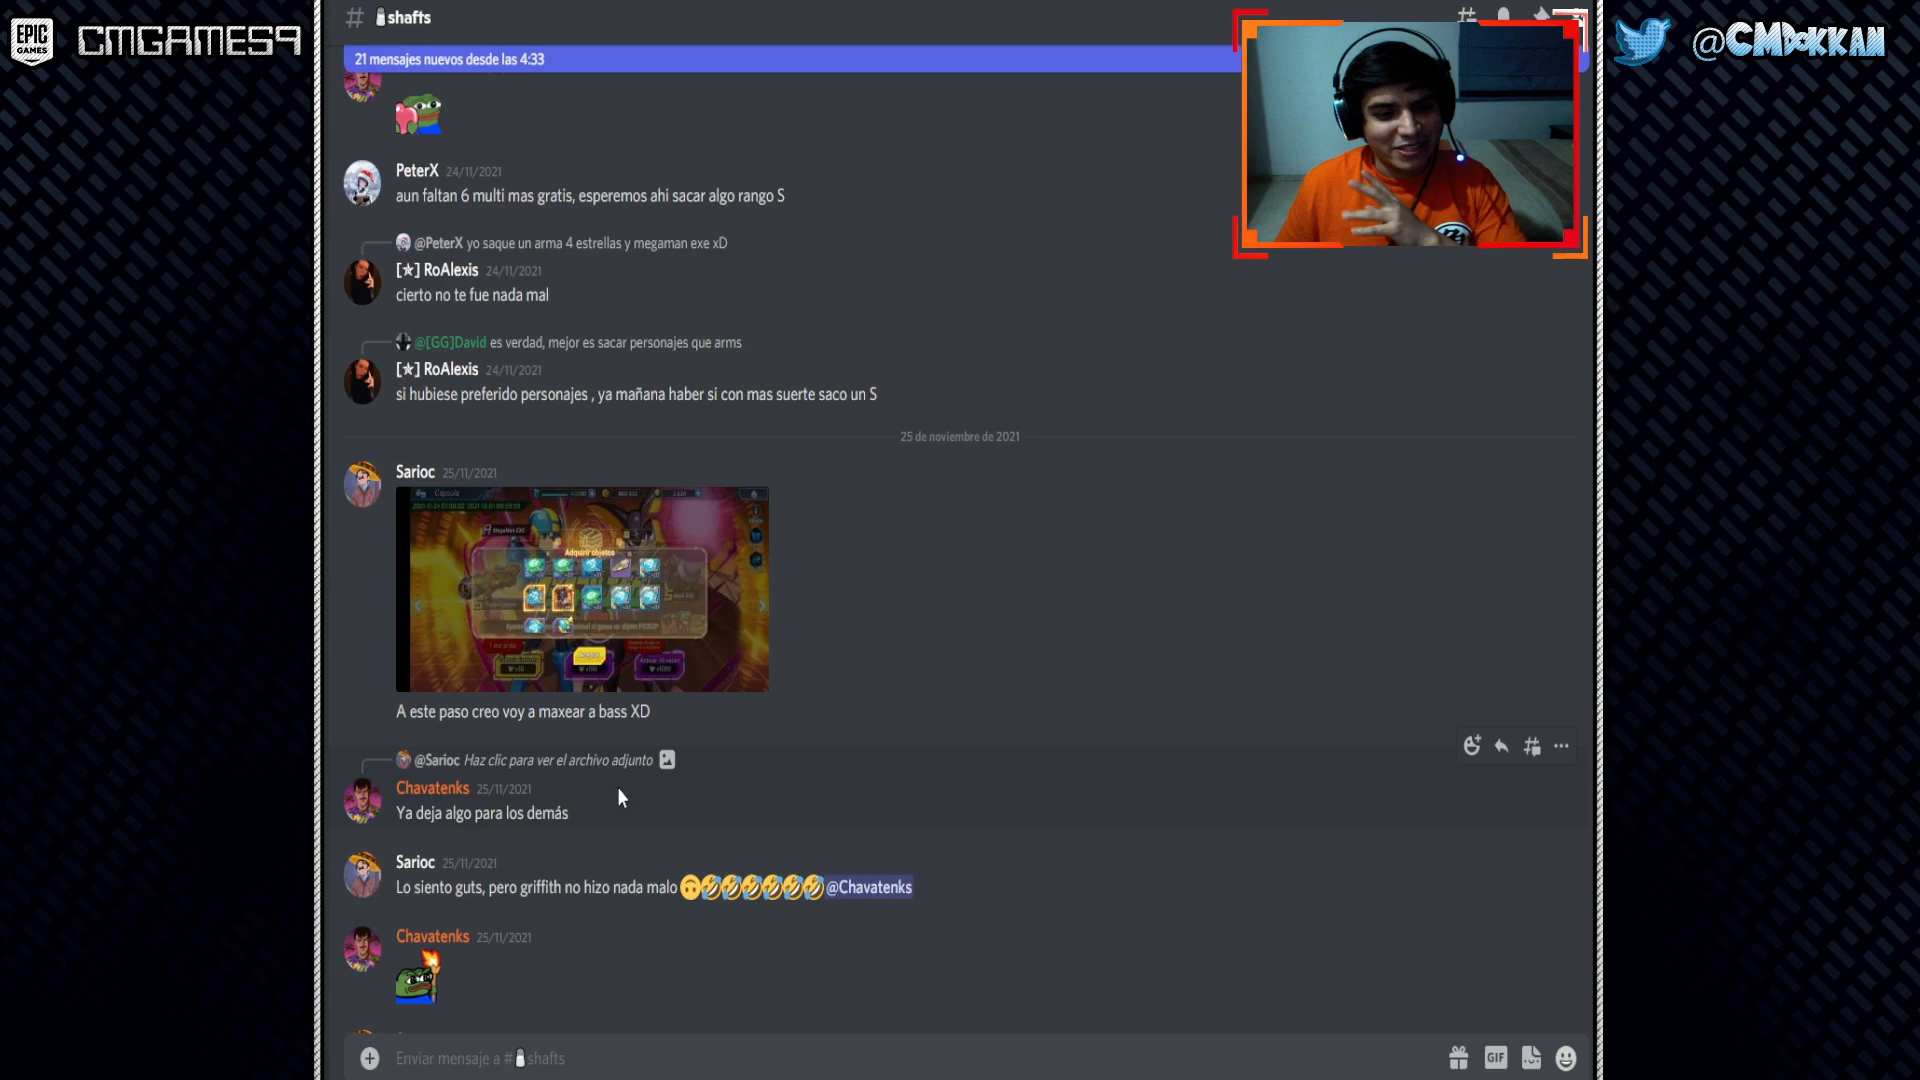 EPIC GAMES
CMGAMES9
# shafts
@CMDOKKAN
21 mensajes nuevos desde las 4:33
PeterX 24/11/2021
aun faltan 6 multi mas gratis, esperemos ahi sacar algo rango S
@PeterX yo saque un arma 4 estrellas y megaman exe xD
[★] RoAlexis 24/11/2021
cierto no te fue nada mal
@[GG]David es verdad, mejor es sacar personajes que arms
[★] RoAlexis 24/11/2021
si hubiese preferido personajes , ya mañana haber si con mas suerte saco un S
25 de noviembre de 2021
Sarioc 25/11/2021
Capsula
MegaMan EXE
Adquirir objetos
A este paso creo voy a maxear a bass XD
@Sarioc Haz clic para ver el archivo adjunto
Chavatenks 25/11/2021
Ya deja algo para los demás
Sarioc 25/11/2021
Lo siento guts, pero griffith no hizo nada malo 🙃🤣🤣🤣🤣🤣🤣 @Chavatenks
Chavatenks 25/11/2021
Enviar mensaje a # shafts
GIF